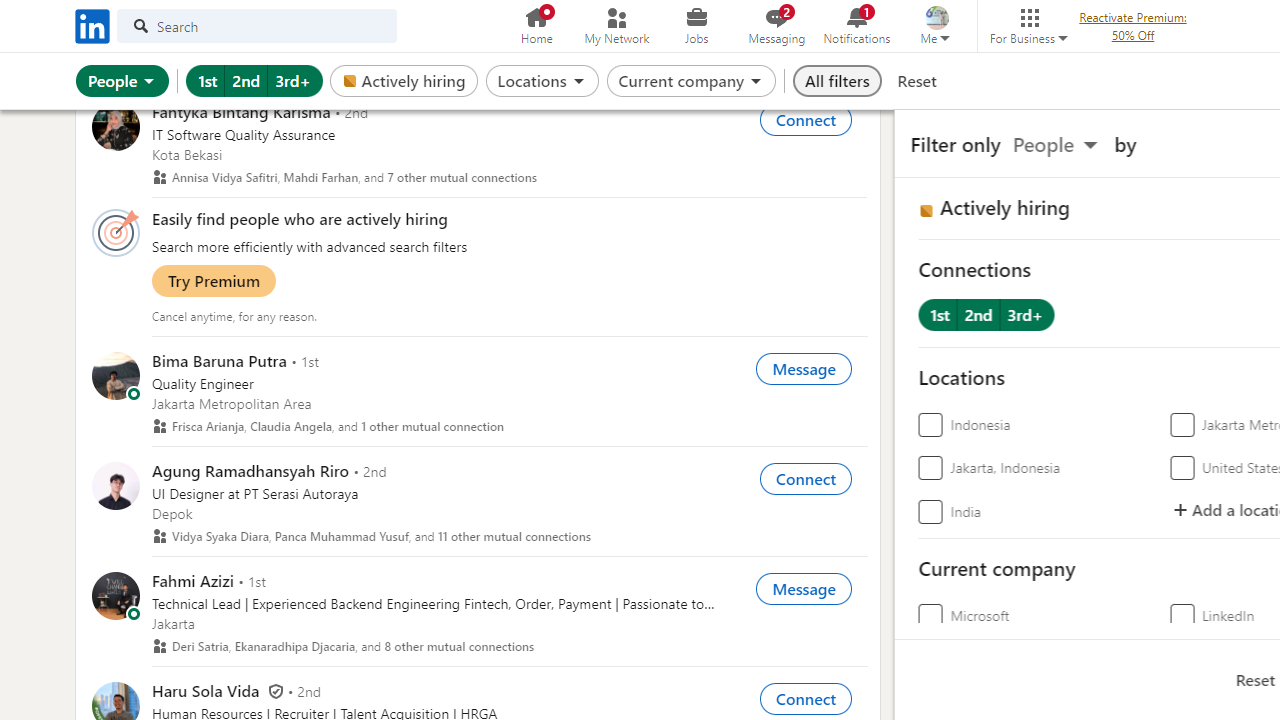 in
Search
Home
My Network
Jobs
2
Messaging
1
Notifications
Me
For Business
Reactivate Premium:
50% Off
People
1st 2nd 3rd+
Actively hiring
Locations
Current company
All filters
Reset
Fantyka Bintang Karisma • 2nd
IT Software Quality Assurance
Kota Bekasi
Annisa Vidya Safitri, Mahdi Farhan, and 7 other mutual connections
Connect
Easily find people who are actively hiring
Search more efficiently with advanced search filters
Try Premium
Cancel anytime, for any reason.
Bima Baruna Putra • 1st
Quality Engineer
Jakarta Metropolitan Area
Frisca Arianja, Claudia Angela, and 1 other mutual connection
Message
Agung Ramadhansyah Riro • 2nd
UI Designer at PT Serasi Autoraya
Depok
Vidya Syaka Diara, Panca Muhammad Yusuf, and 11 other mutual connections
Connect
Fahmi Azizi • 1st
Technical Lead | Experienced Backend Engineering Fintech, Order, Payment | Passionate to…
Jakarta
Deri Satria, Ekanaradhipa Djacaria, and 8 other mutual connections
Message
Haru Sola Vida • 2nd
Human Resources | Recruiter | Talent Acquisition | HRGA
Connect
Filter only People by
Actively hiring
Connections
1st 2nd 3rd+
Locations
Indonesia
Jakarta Metro
Jakarta, Indonesia
United States
India
+ Add a locatio
Current company
Microsoft
LinkedIn
Reset